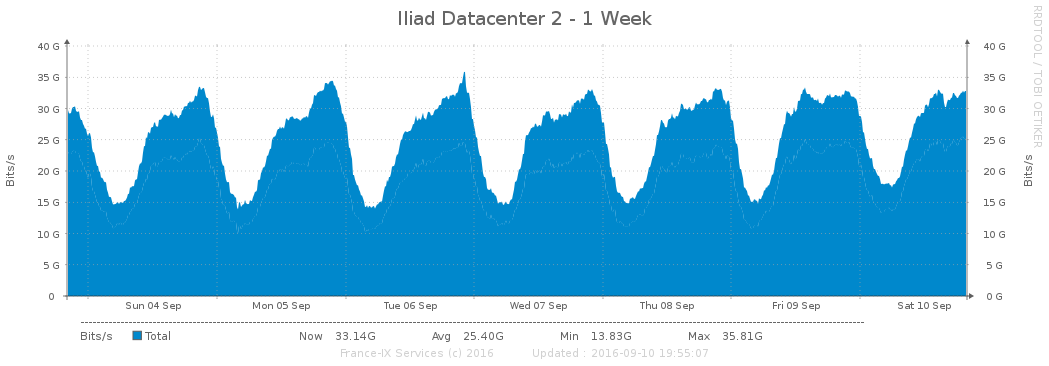 Iliad Datacenter 2 - 1 Week
RRDTOOL / TOBI OETIKER
40 G 40 G
35 G 35 G
30 G 30 G
25 G 25 G
20 G 20 G
15 G 15 G
10 G 10 G
5 G 5 G
0 0 G
Bits/s Bits/s
Sun 04 Sep Mon 05 Sep Tue 06 Sep Wed 07 Sep Thu 08 Sep Fri 09 Sep Sat 10 Sep
Bits/s Total Now 33.14G Avg 25.40G Min 13.83G Max 35.81G
France-IX Services (c) 2016 Updated : 2016-09-10 19:55:07